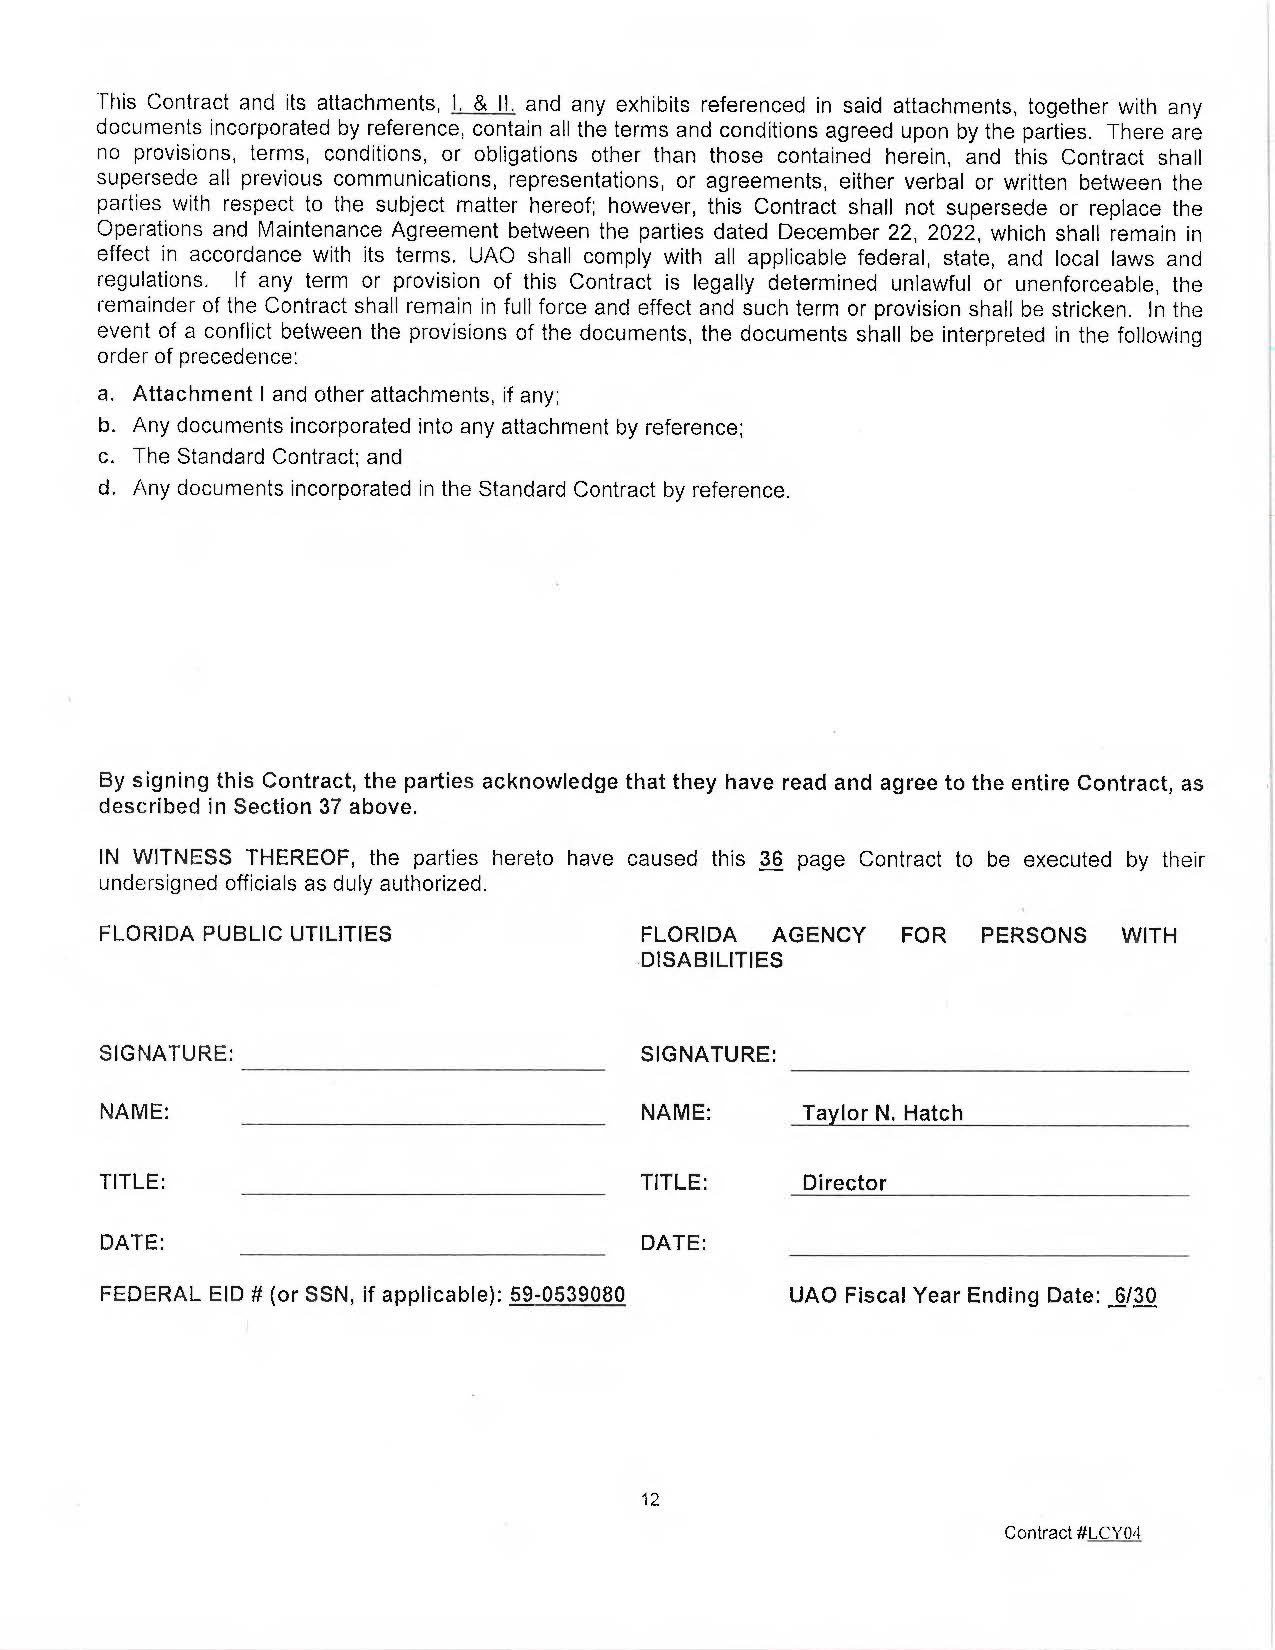 This Contract and its attachments, I. & II. and any exhibits referenced in said attachments, together with any
documents incorporated by reference, contain all the terms and conditions agreed upon by the parties. There are
no provisions, terms, conditions, or obligations other than those contained herein, and this Contract shall
supersede all previous communications, representations, or agreements, either verbal or written between the
parties with respect to the subject matter hereof; however, this Contract shall not supersede or replace the
Operations and Maintenance Agreement between the parties dated December 22, 2022, which shall remain in
effect in accordance with its terms. UAO shall comply with all applicable federal, state, and local laws and
regulations. If any term or provision of this Contract is legally determined unlawful or unenforceable, the
remainder of the Contract shall remain in full force and effect and such term or provision shall be stricken. In the
event of a conflict between the provisions of the documents, the documents shall be interpreted in the following
order of precedence:
a. Attachment I and other attachments, if any;
b. Any documents incorporated into any attachment by reference;
c. The Standard Contract; and
d. Any documents incorporated in the Standard Contract by reference.
By signing this Contract, the parties acknowledge that they have read and agree to the entire Contract, as
described in Section 37 above.
IN WITNESS THEREOF, the parties hereto have caused this 36 page Contract to be executed by their
undersigned officials as duly authorized.
FLORIDA PUBLIC UTILITIES
FLORIDA AGENCY FOR PERSONS WITH
DISABILITIES
SIGNATURE:
SIGNATURE:
NAME:
NAME: Taylor N. Hatch
TITLE:
TITLE: Director
DATE:
DATE:
FEDERAL EID # (or SSN, if applicable): 59-0539080
UAO Fiscal Year Ending Date: 6/30
12
Contract #LCY04